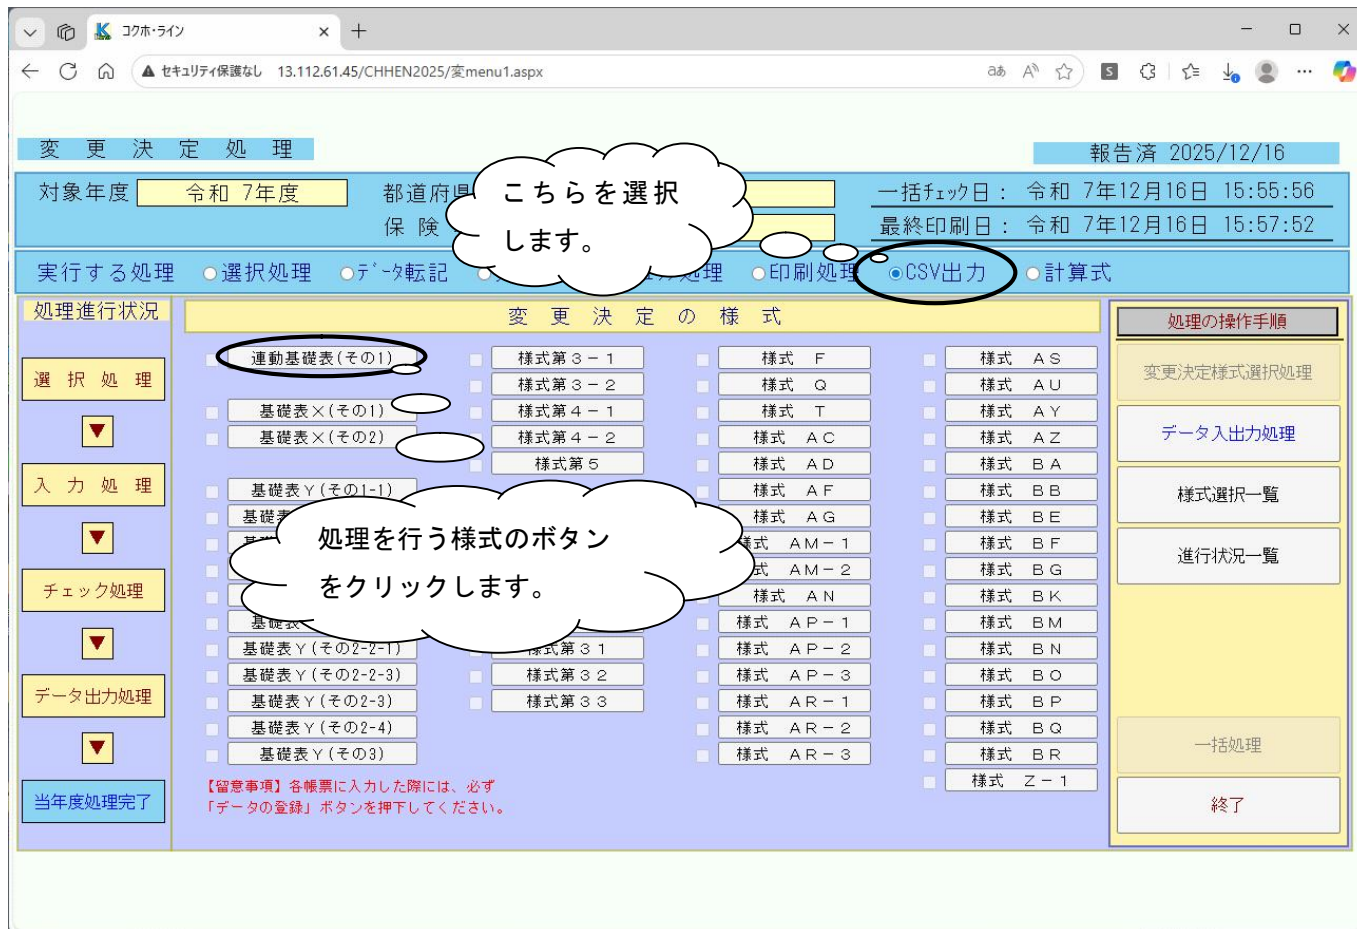 コクホ・ライン
セキュリティ保護なし 13.112.61.45/CHHEN2025/変menu1.aspx
変 更 決 定 処 理
報告済 2025/12/16
対象年度 令和 7年度 都道府県
保 険
一括ﾁｪｯｸ日： 令和 7年12月16日 15:55:56
最終印刷日： 令和 7年12月16日 15:57:52
こちらを選択
します。
実行する処理 選択処理 ﾃﾞｰﾀ転記 処理 印刷処理 CSV出力 計算式
処理進行状況
選 択 処 理
▼
入 力 処 理
▼
チェック処理
▼
データ出力処理
▼
当年度処理完了
変 更 決 定 の 様 式
連動基礎表(その1)
基礎表X(その1)
基礎表X(その2)
基礎表Y(その1-1)
基礎表
基礎表Y(その2-2-1)
基礎表Y(その2-2-3)
基礎表Y(その2-3)
基礎表Y(その2-4)
基礎表Y(その3)
様式第３－１
様式第３－２
様式第４－１
様式第４－２
様式第５
様式第３１
様式第３２
様式第３３
様式 Ｆ
様式 Ｑ
様式 Ｔ
様式 ＡＣ
様式 ＡＤ
様式 ＡＦ
様式 ＡＧ
様式 ＡＭ－１
式 ＡＭ－２
様式 ＡＮ
様式 ＡＰ－１
様式 ＡＰ－２
様式 ＡＰ－３
様式 ＡＲ－１
様式 ＡＲ－２
様式 ＡＲ－３
様式 ＡＳ
様式 ＡＵ
様式 ＡＹ
様式 ＡＺ
様式 ＢＡ
様式 ＢＢ
様式 ＢＥ
様式 ＢＦ
様式 ＢＧ
様式 ＢＫ
様式 ＢＭ
様式 ＢＮ
様式 ＢＯ
様式 ＢＰ
様式 ＢＱ
様式 ＢＲ
様式 Ｚ－１
処理を行う様式のボタン
をクリックします。
【留意事項】各帳票に入力した際には、必ず
「データの登録」ボタンを押下してください。
処理の操作手順
変更決定様式選択処理
データ入出力処理
様式選択一覧
進行状況一覧
一括処理
終了